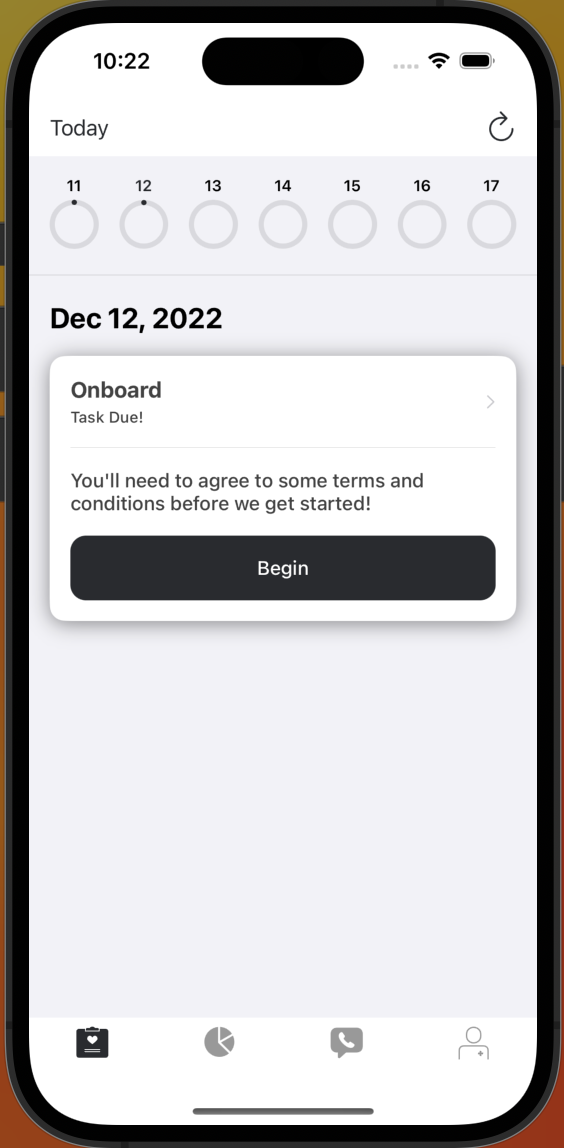 10:22
Today
11 12 13 14 15 16 17
Dec 12, 2022
Onboard
Task Due!
You'll need to agree to some terms and
conditions before we get started!
Begin